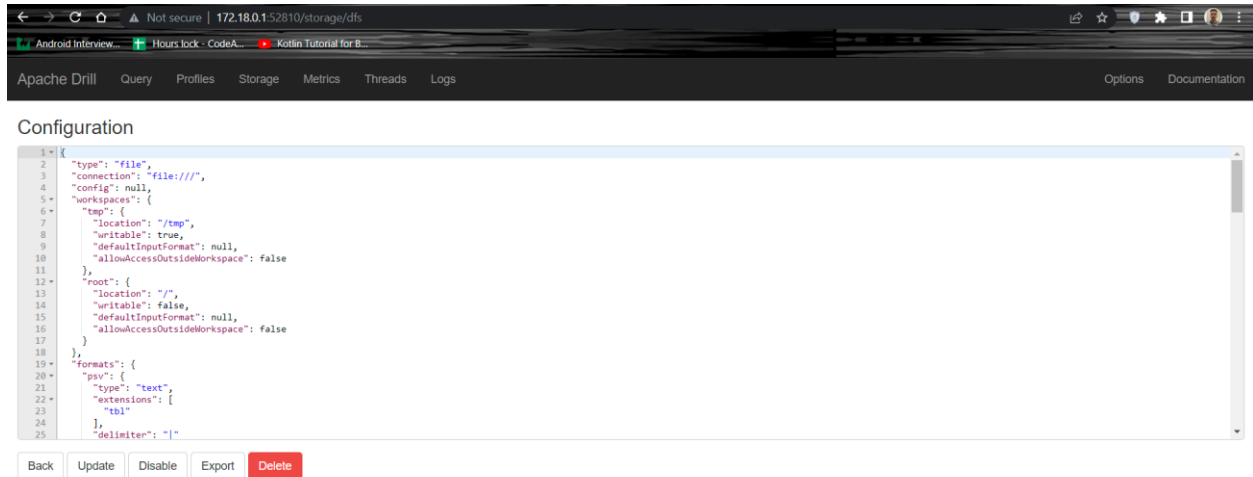 Not secure | 172.18.0.1:52810/storage/dfs
Android Interview... Hours lock - CodeA... Kotlin Tutorial for B...
Apache Drill Query Profiles Storage Metrics Threads Logs Options Documentation
Configuration
1 {
2 "type": "file",
3 "connection": "file:///",
4 "config": null,
5 "workspaces": {
6 "tmp": {
7 "location": "/tmp",
8 "writable": true,
9 "defaultInputFormat": null,
10 "allowAccessOutsideWorkspace": false
11 },
12 "root": {
13 "location": "/",
14 "writable": false,
15 "defaultInputFormat": null,
16 "allowAccessOutsideWorkspace": false
17 }
18 },
19 "formats": {
20 "psv": {
21 "type": "text",
22 "extensions": [
23 "tbl"
24 ],
25 "delimiter": "|"
Back Update Disable Export Delete